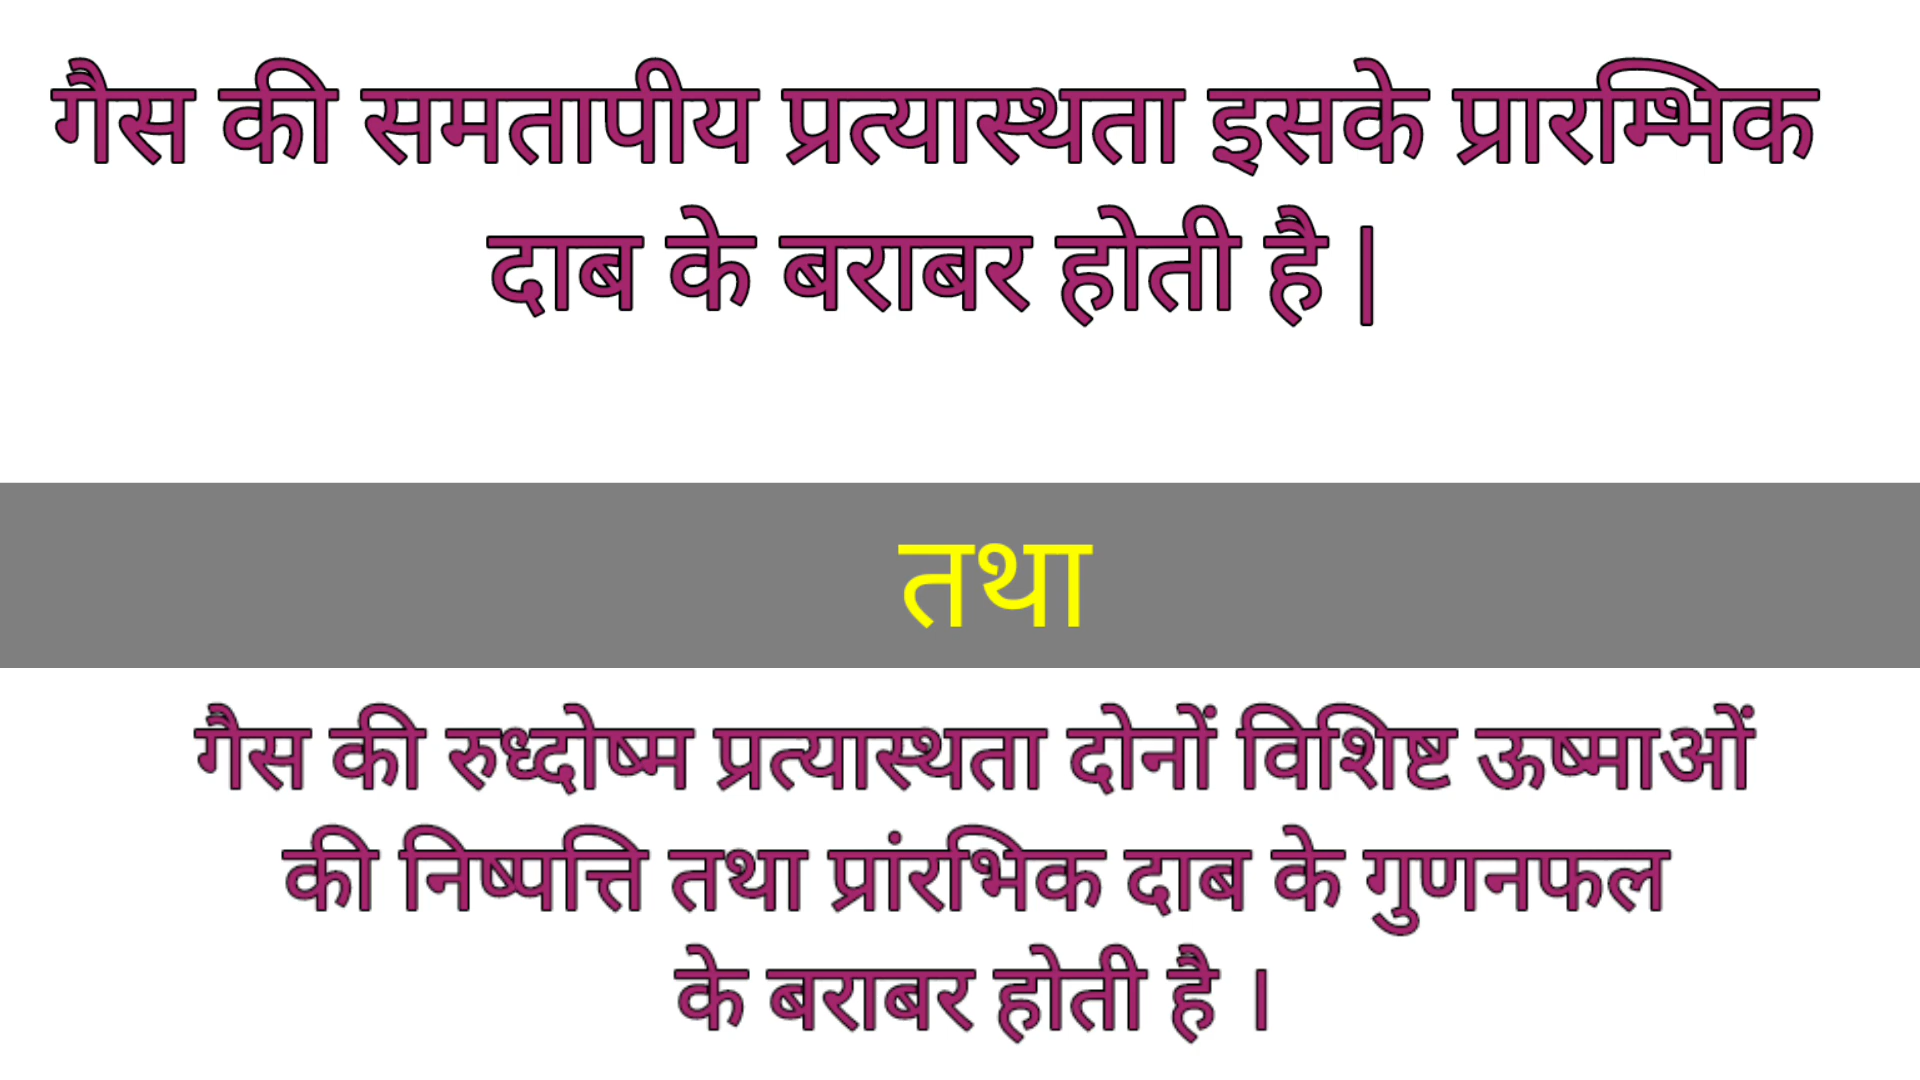 गैस की समतापीय प्रत्यास्थता इसके प्रारम्भिक
दाब के बराबर होती है |
तथा
गैस की रुध्दोष्म प्रत्यास्थता दोनों विशिष्ट ऊष्माओं
की निष्पत्ति तथा प्रांरभिक दाब के गुणनफल
के बराबर होती है ।